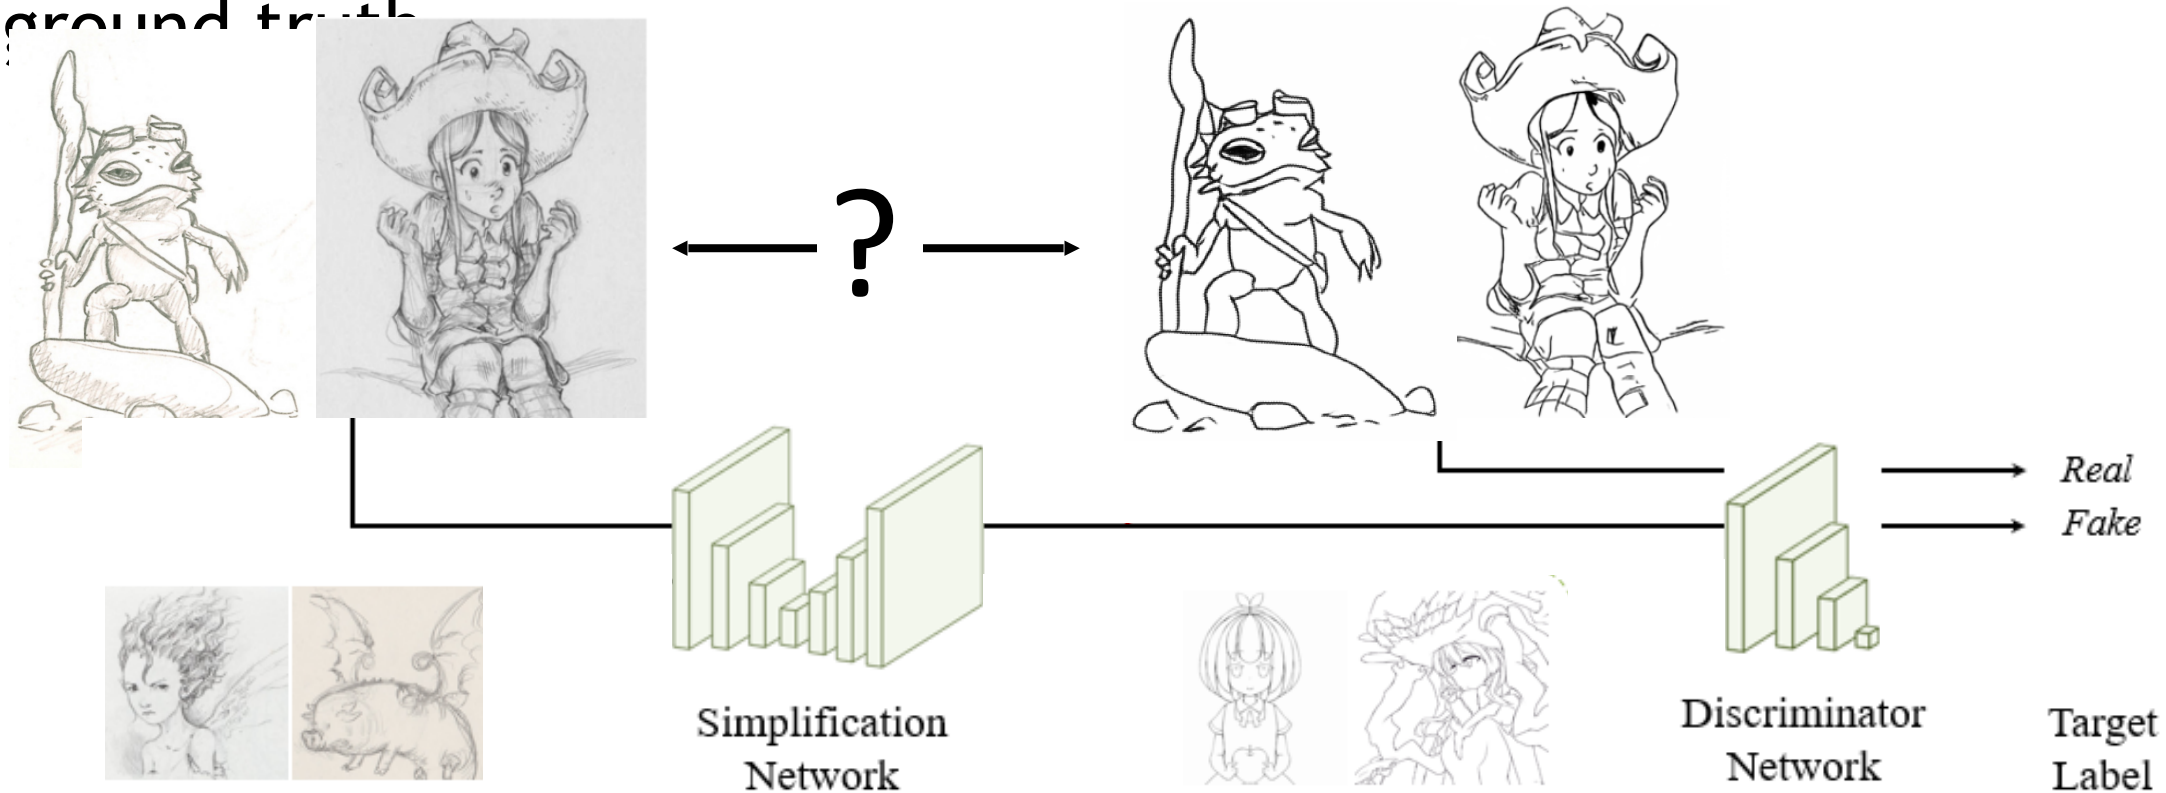 ground truth
?
Real
Fake
Simplification
Network
Discriminator
Network
Target
Label